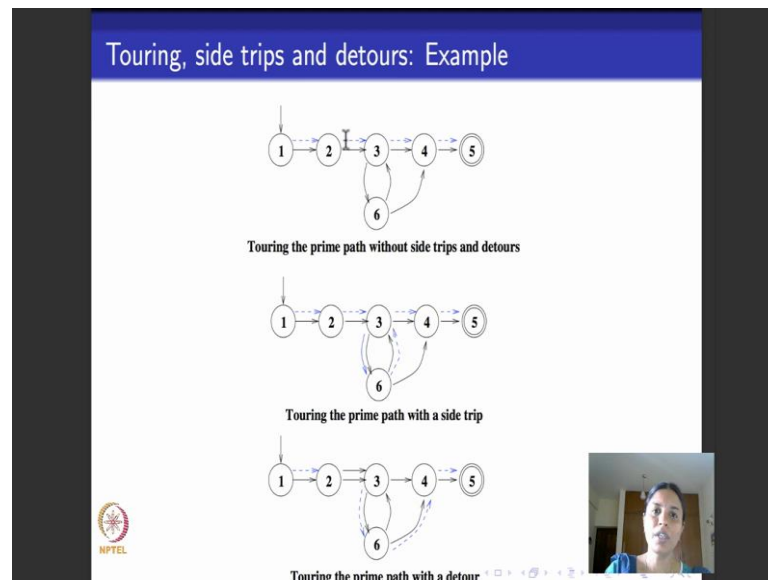 Touring, side trips and detours: Example
1 2 3 4 5
6
Touring the prime path without side trips and detours
1 2 3 4 5
6
Touring the prime path with a side trip
1 2 3 4 5
6
Touring the prime path with a detour
NPTEL